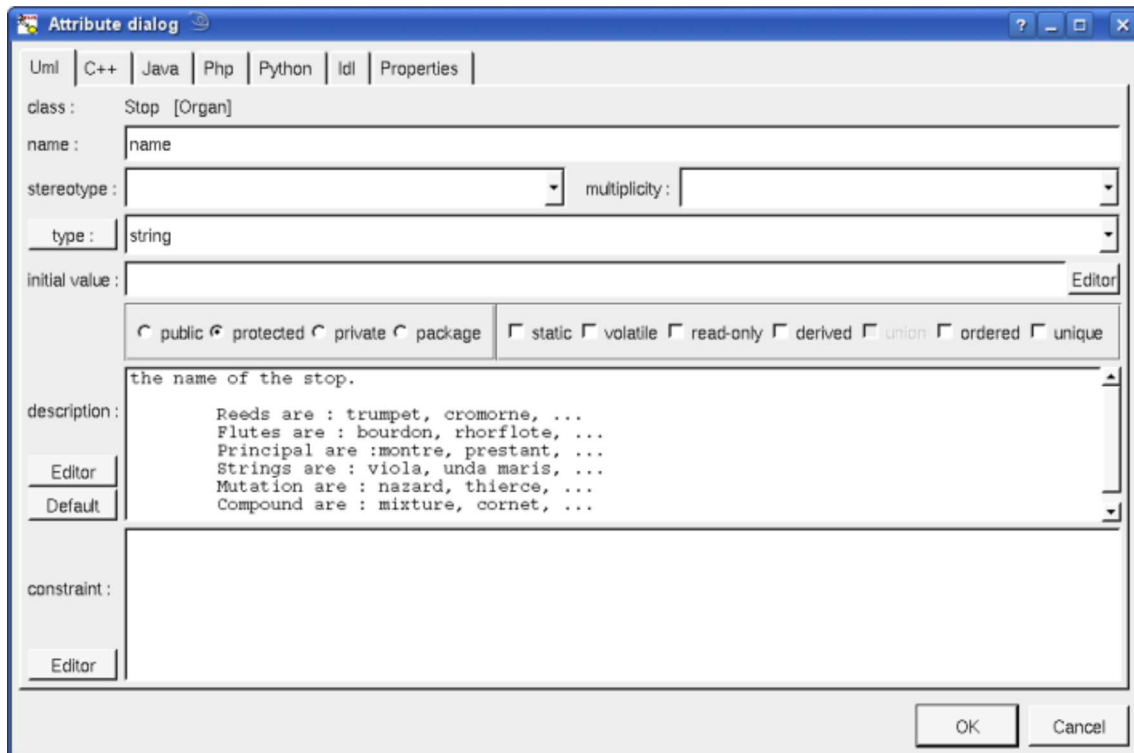 Attribute dialog
Uml C++ Java Php Python Idl Properties
class : Stop [Organ]
name : name
stereotype : multiplicity :
type : string
initial value : Editor
public protected private package static volatile read-only derived union ordered unique
the name of the stop.
description :
Reeds are : trumpet, cromorne, ...
Flutes are : bourdon, rhorflote, ...
Principal are :montre, prestant, ...
Editor
Strings are : viola, unda maris, ...
Mutation are : nazard, thierce, ...
Default
Compound are : mixture, cornet, ...
constraint :
Editor
OK Cancel